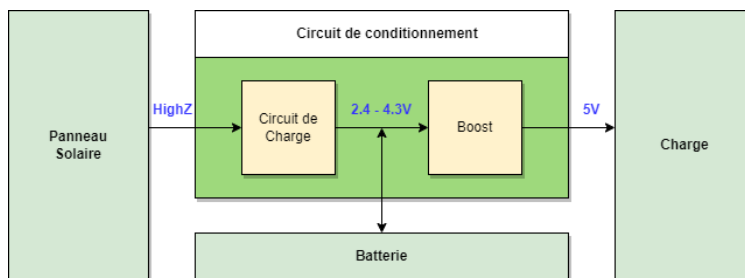 Circuit de conditionnement
HighZ
2.4 - 4.3V
5V
Panneau
Solaire
Circuit de
Charge
Boost
Charge
Batterie